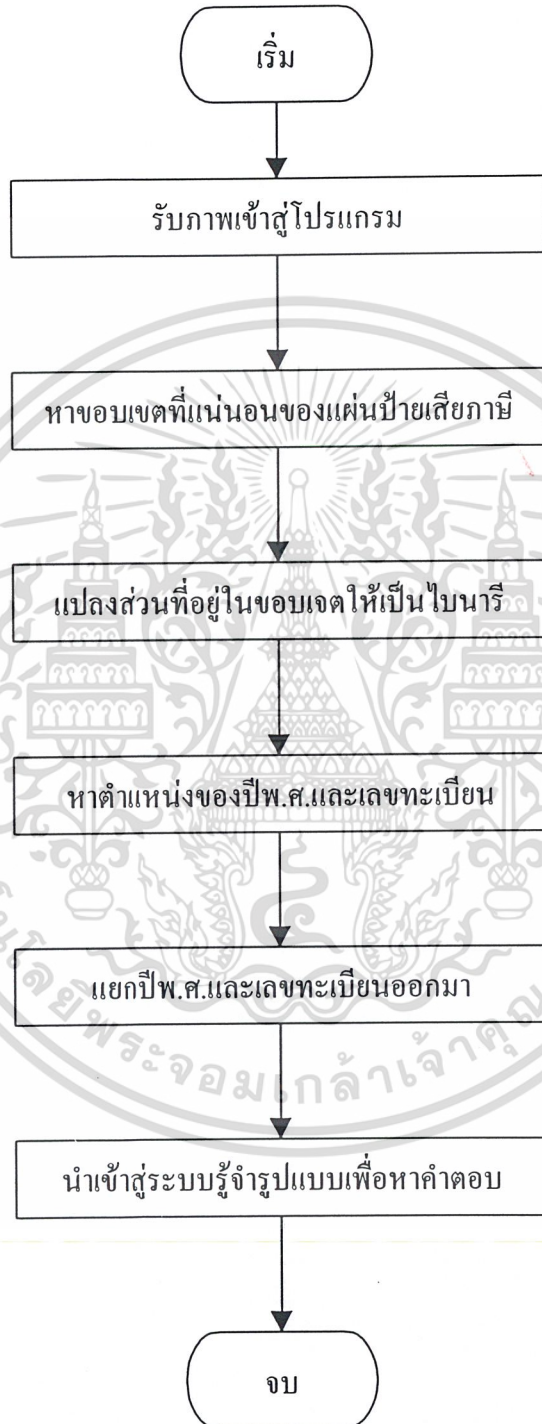 เริ่ม
รับภาพเข้าสู่โปรแกรม
หาขอบเขตที่แน่นอนของแผ่นป้ายเสียภาษี
แปลงส่วนที่อยู่ในขอบเจตให้เป็นไบนารี
หาตำแหน่งของปีพ.ศ.และเลขทะเบียน
แยกปีพ.ศ.และเลขทะเบียนออกมา
นำเข้าสู่ระบบรู้จำรูปแบบเพื่อหาคำตอบ
จบ